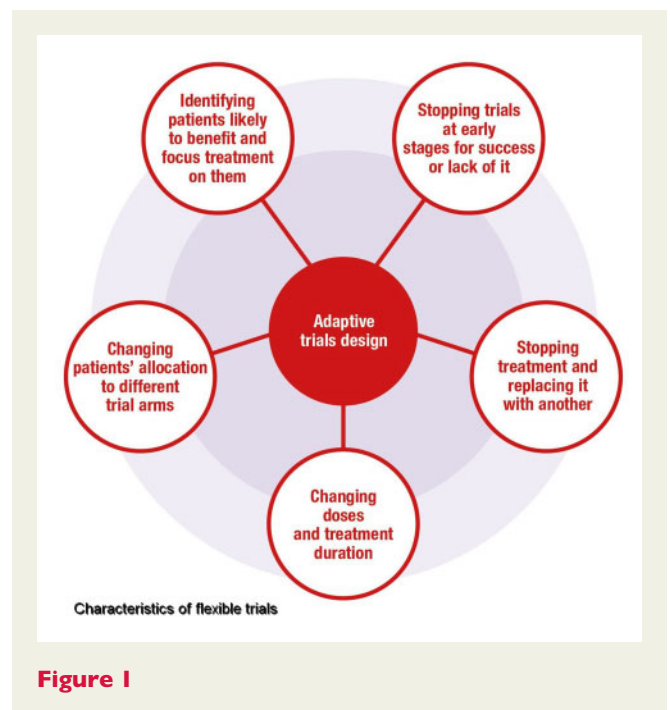 Identifying
patients likely
to benefit and
focus treatment
on them
Stopping trials
at early
stages for success
or lack of it
Adaptive
trials design
Changing
patients’ allocation
to different
trial arms
Stopping
treatment and
replacing it
with another
Changing
doses
and treatment
duration
Characteristics of flexible trials
Figure 1